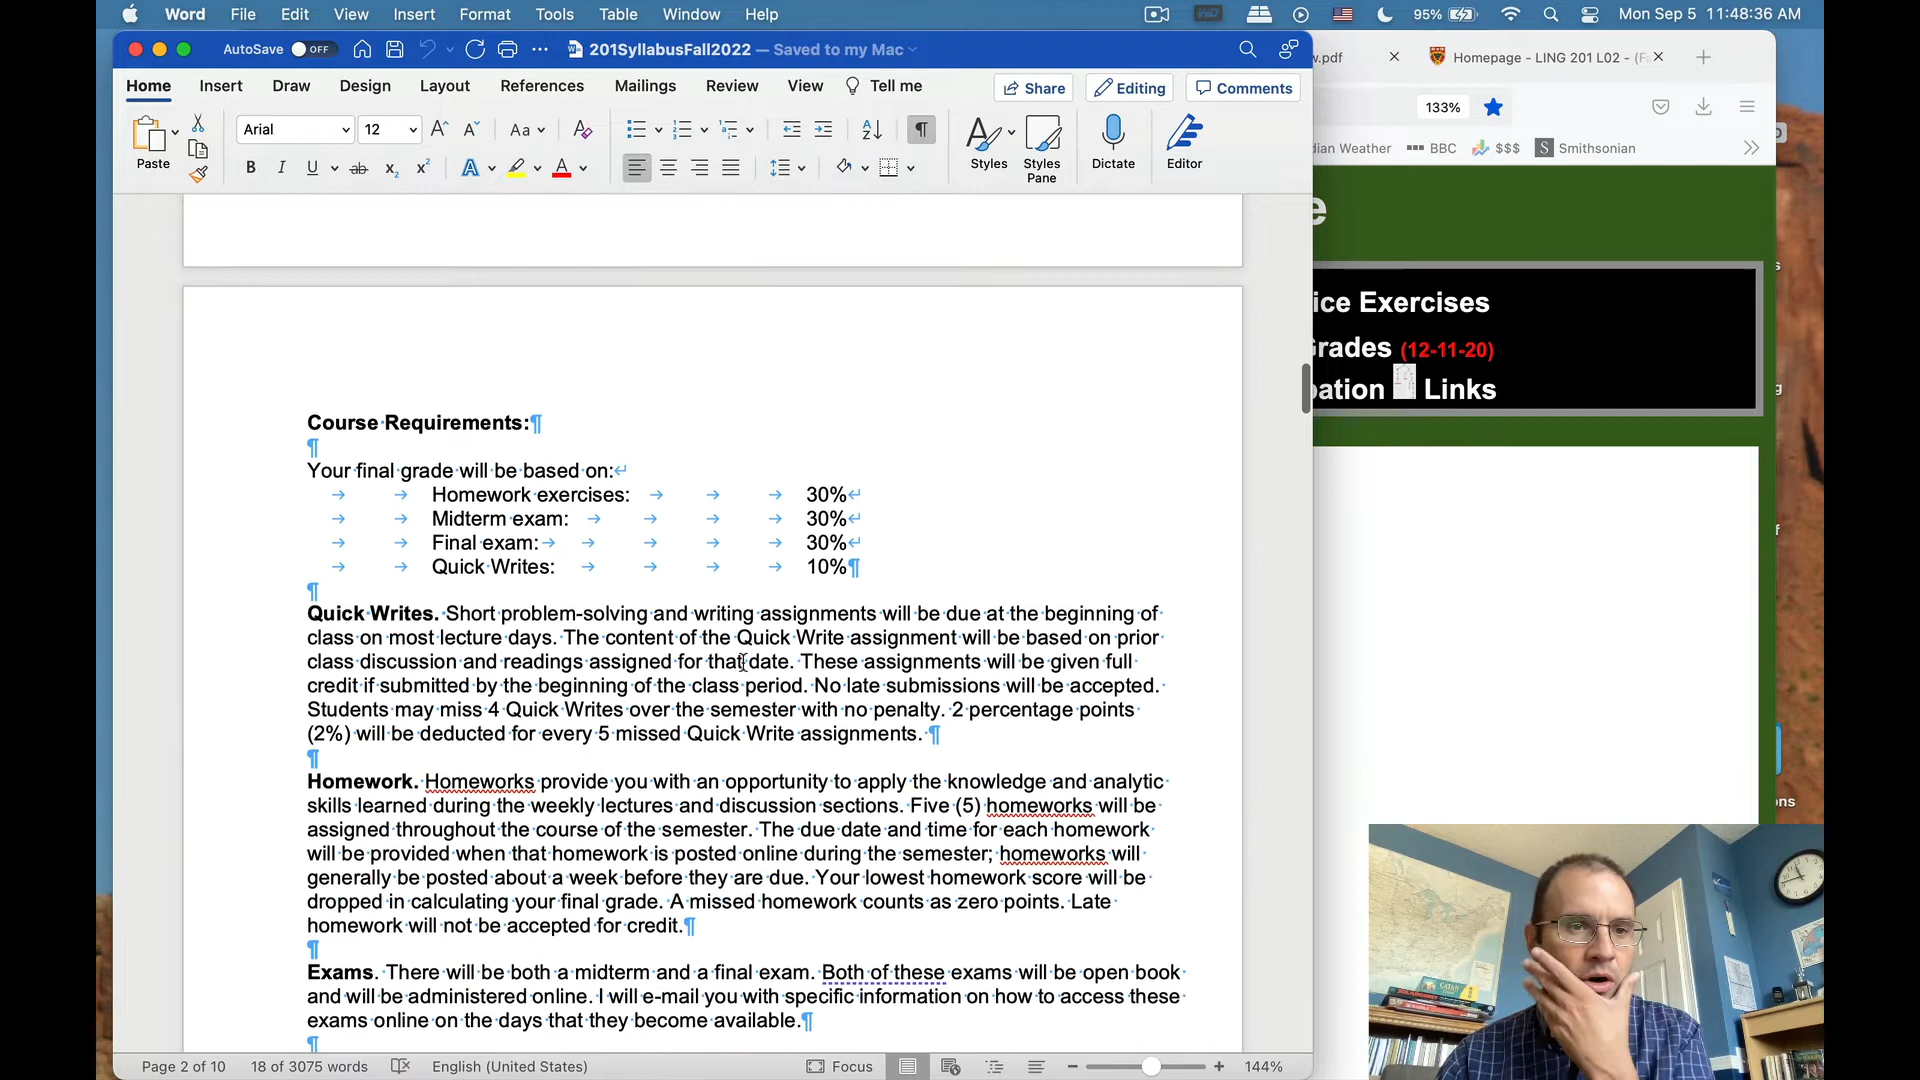 Word File Edit View Insert Format Tools Table Window Help 95% Mon Sep 5 11:48:36 AM
AutoSave OFF 201SyllabusFall2022 — Saved to my Mac
Home Insert Draw Design Layout References Mailings Review View Tell me Share Editing Comments
Arial 12 Aa
Paste Styles Styles Pane Dictate Editor
Course Requirements:¶
¶
Your final grade will be based on:
Homework exercises: 30%
Midterm exam: 30%
Final exam: 30%
Quick Writes: 10%¶
¶
Quick Writes. Short problem-solving and writing assignments will be due at the beginning of
class on most lecture days. The content of the Quick Write assignment will be based on prior
class discussion and readings assigned for that date. These assignments will be given full
credit if submitted by the beginning of the class period. No late submissions will be accepted.
Students may miss 4 Quick Writes over the semester with no penalty. 2 percentage points
(2%) will be deducted for every 5 missed Quick Write assignments. ¶
¶
Homework. Homeworks provide you with an opportunity to apply the knowledge and analytic
skills learned during the weekly lectures and discussion sections. Five (5) homeworks will be
assigned throughout the course of the semester. The due date and time for each homework
will be provided when that homework is posted online during the semester; homeworks will
generally be posted about a week before they are due. Your lowest homework score will be
dropped in calculating your final grade. A missed homework counts as zero points. Late
homework will not be accepted for credit.¶
¶
Exams. There will be both a midterm and a final exam. Both of these exams will be open book
and will be administered online. I will e-mail you with specific information on how to access these
exams online on the days that they become available.¶
¶
Page 2 of 10 18 of 3075 words English (United States) Focus 144%
w.pdf Homepage - LING 201 L02 - (Fa
133%
dian Weather BBC $$$ Smithsonian
e
ice Exercises
Grades (12-11-20)
pation Links
CATAN